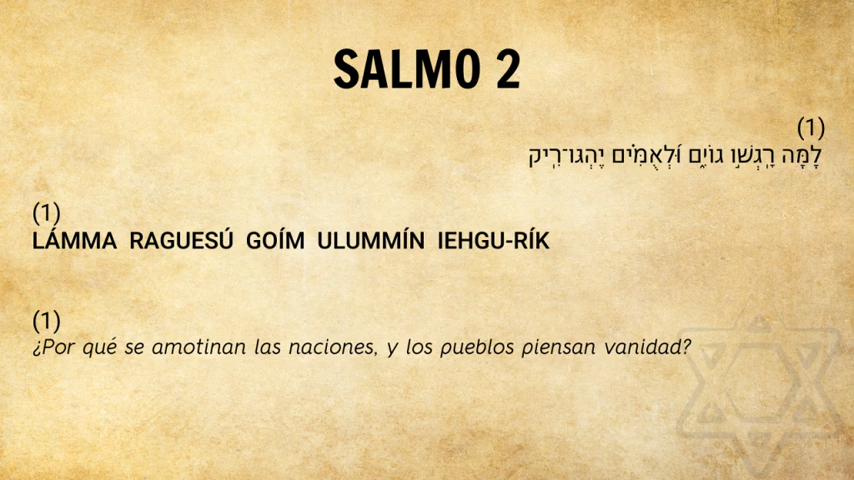 SALMO 2
(1)
לָ֭מָּה רָגְשׁ֣וּ גוֹיִ֑ם וּ֝לְאֻמִּ֗ים יֶהְגּוּ־רִֽיק
(1)
LÁMMA RAGUESÚ GOÍM ULUMMÍN IEHGU-RÍK
(1)
¿Por qué se amotinan las naciones, y los pueblos piensan vanidad?